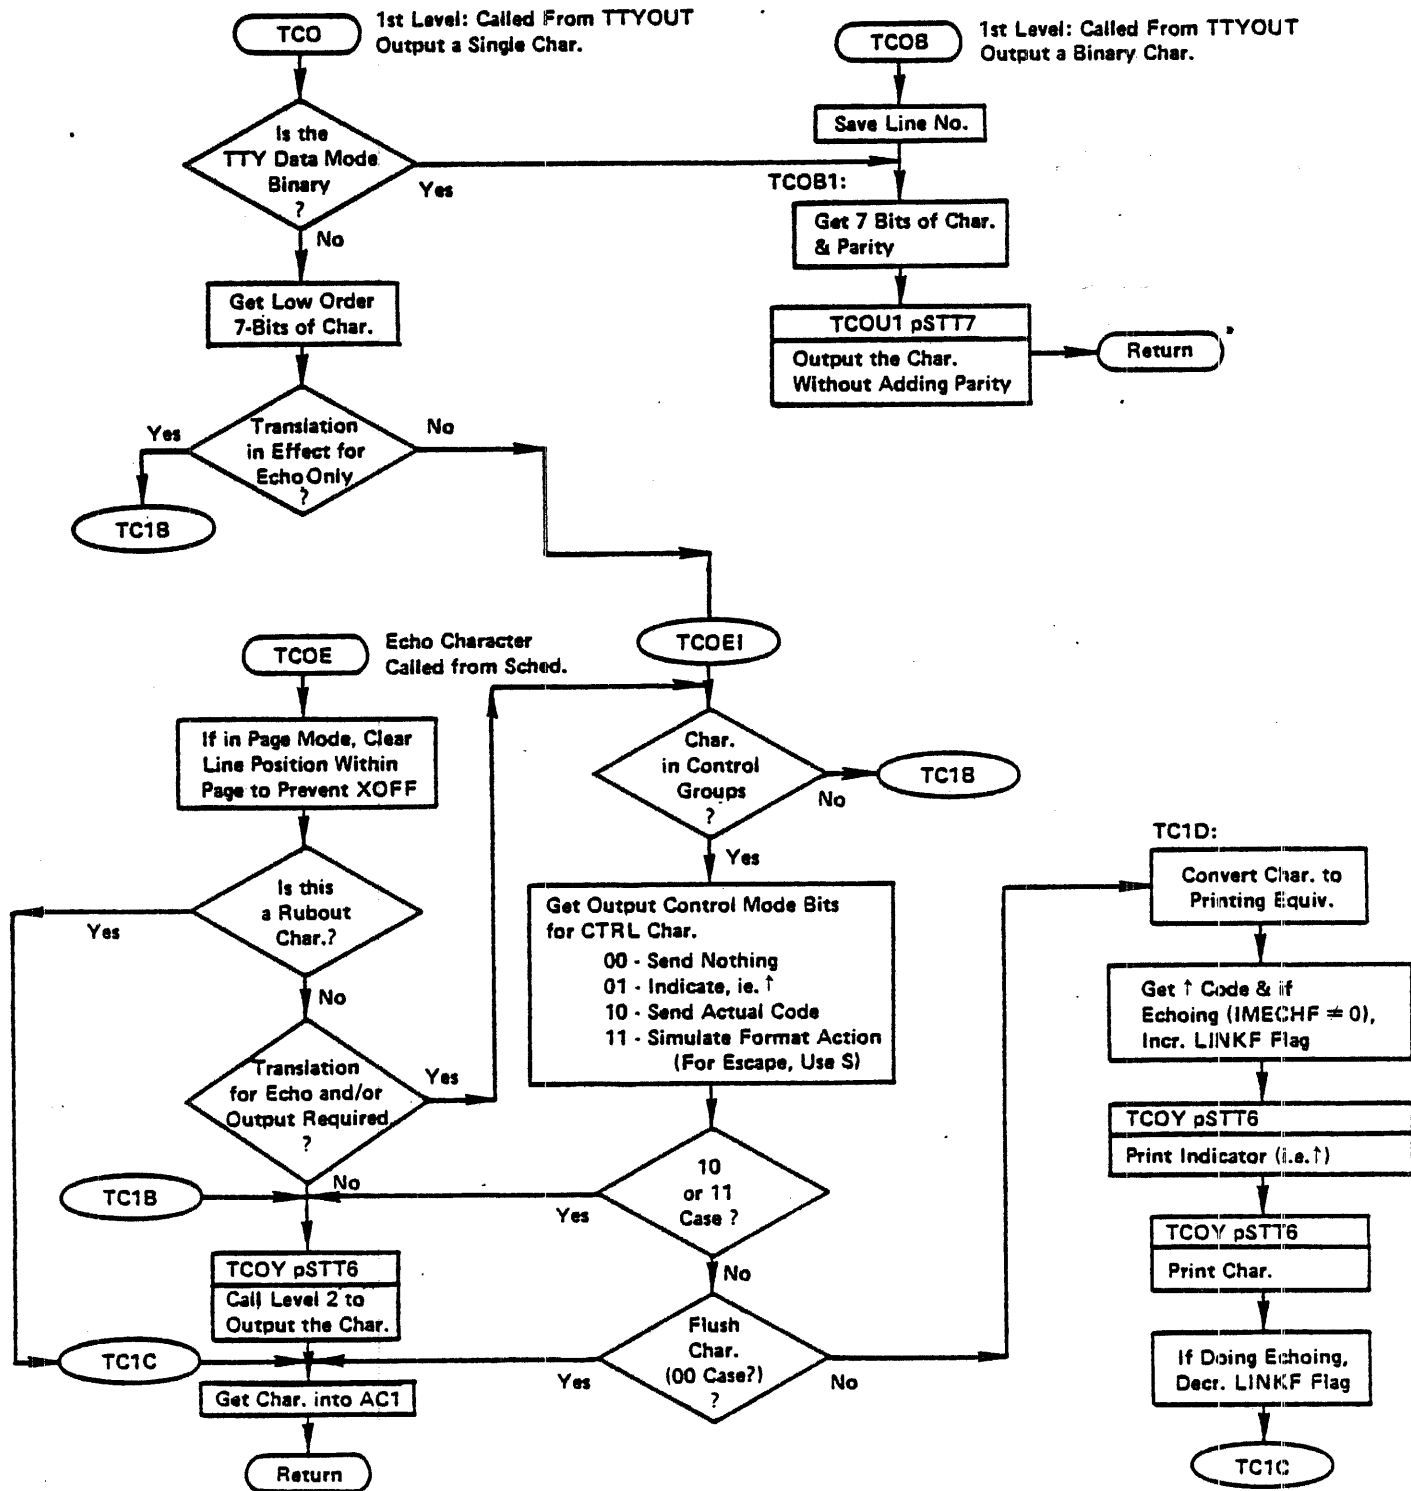 TCO
1st Level: Called From TTYOUT
Output a Single Char.
TCOB
1st Level: Called From TTYOUT
Output a Binary Char.
Is the
TTY Data Mode
Binary
?
Yes
No
Save Line No.
TCOB1:
Get 7 Bits of Char.
& Parity
TCOU1 pSTT7
Output the Char.
Without Adding Parity
Return
Get Low Order
7-Bits of Char.
Translation
in Effect for
Echo Only
?
Yes
No
TC1B
TCOE1
TCOE
Echo Character
Called from Sched.
If in Page Mode, Clear
Line Position Within
Page to Prevent XOFF
Is this
a Rubout
Char.?
Yes
No
Translation
for Echo and/or
Output Required
?
Yes
No
TC1B
TCOY pSTT6
Call Level 2 to
Output the Char.
TC1C
Get Char. into AC1
Return
Char.
in Control
Groups
?
No
TC1B
Yes
Get Output Control Mode Bits
for CTRL Char.
00 - Send Nothing
01 - Indicate, ie. ↑
10 - Send Actual Code
11 - Simulate Format Action
(For Escape, Use S)
10
or 11
Case ?
Yes
No
Flush
Char.
(00 Case?)
?
Yes
No
TC1D:
Convert Char. to
Printing Equiv.
Get ↑ Code & if
Echoing (IMECHF ≠ 0),
Incr. LINKF Flag
TCOY pSTT6
Print Indicator (i.e.↑)
TCOY pSTT6
Print Char.
If Doing Echoing,
Decr. LINKF Flag
TC1C